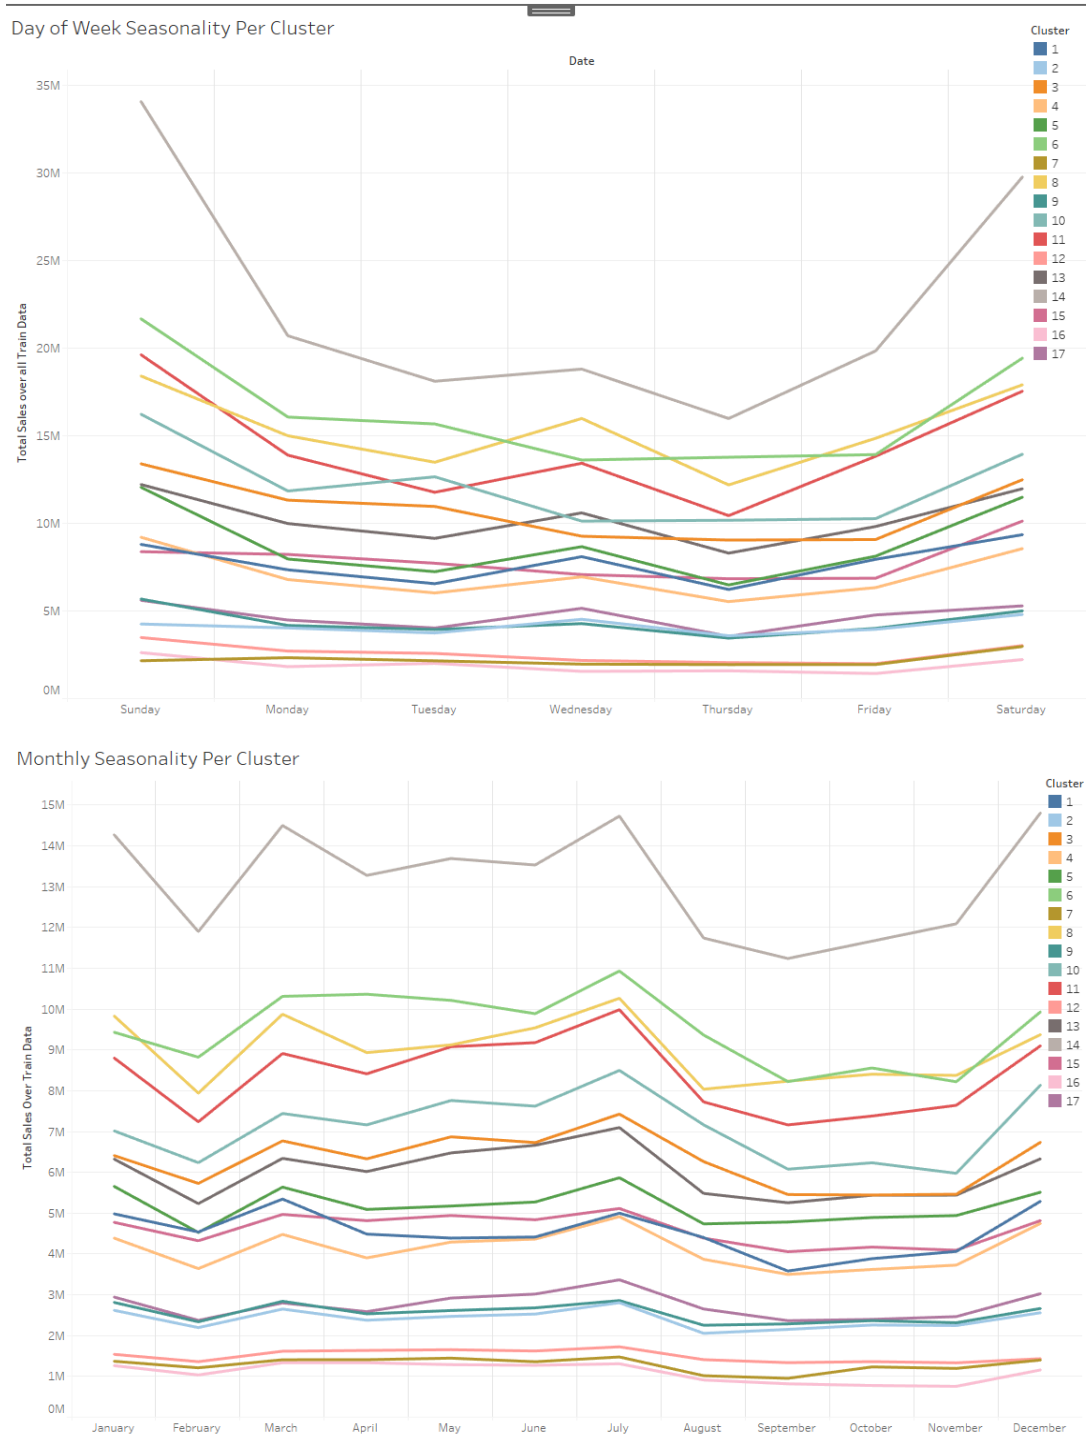 Day of Week Seasonality Per Cluster
Date
Cluster
1
2
3
4
5
6
7
8
9
10
11
12
13
14
15
16
17
Total Sales over all Train Data
35M
30M
25M
20M
15M
10M
5M
0M
Sunday Monday Tuesday Wednesday Thursday Friday Saturday
Monthly Seasonality Per Cluster
Cluster
1
2
3
4
5
6
7
8
9
10
11
12
13
14
15
16
17
Total Sales Over Train Data
15M
14M
13M
12M
11M
10M
9M
8M
7M
6M
5M
4M
3M
2M
1M
0M
January February March April May June July August September October November December